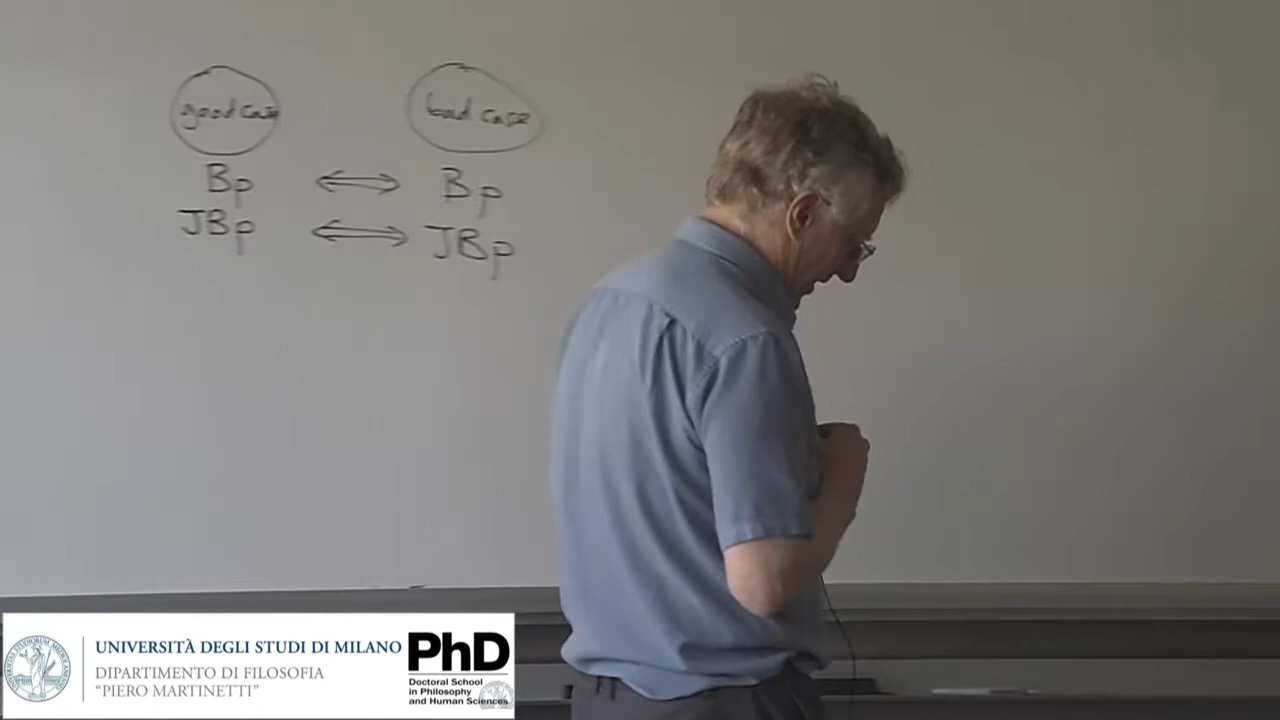 good case bad case
Bp ⟺ Bp
JBp ⟺ JBp
UNIVERSITÀ DEGLI STUDI DI MILANO
DIPARTIMENTO DI FILOSOFIA
“PIERO MARTINETTI”
PhD
Doctoral School
in Philosophy
and Human Sciences